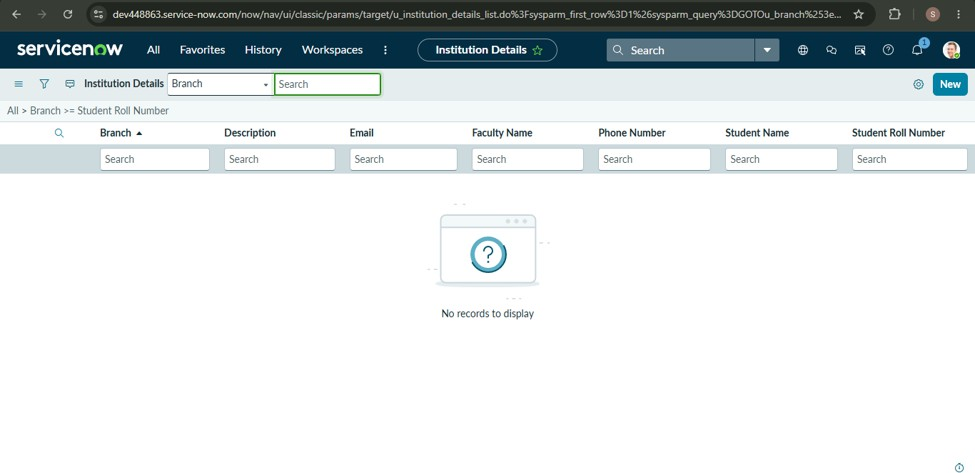 dev448863.service-now.com/now/nav/ui/classic/params/target/u_institution_details_list.do%3Fsysparm_first_row%3D1%26sysparm_query%3DGOTOu_branch%253e...
S
servicenow All Favorites History Workspaces Institution Details Search 1
Institution Details Branch Search New
All > Branch >= Student Roll Number
Branch Description Email Faculty Name Phone Number Student Name Student Roll Number
Search Search Search Search Search Search Search
?
No records to display